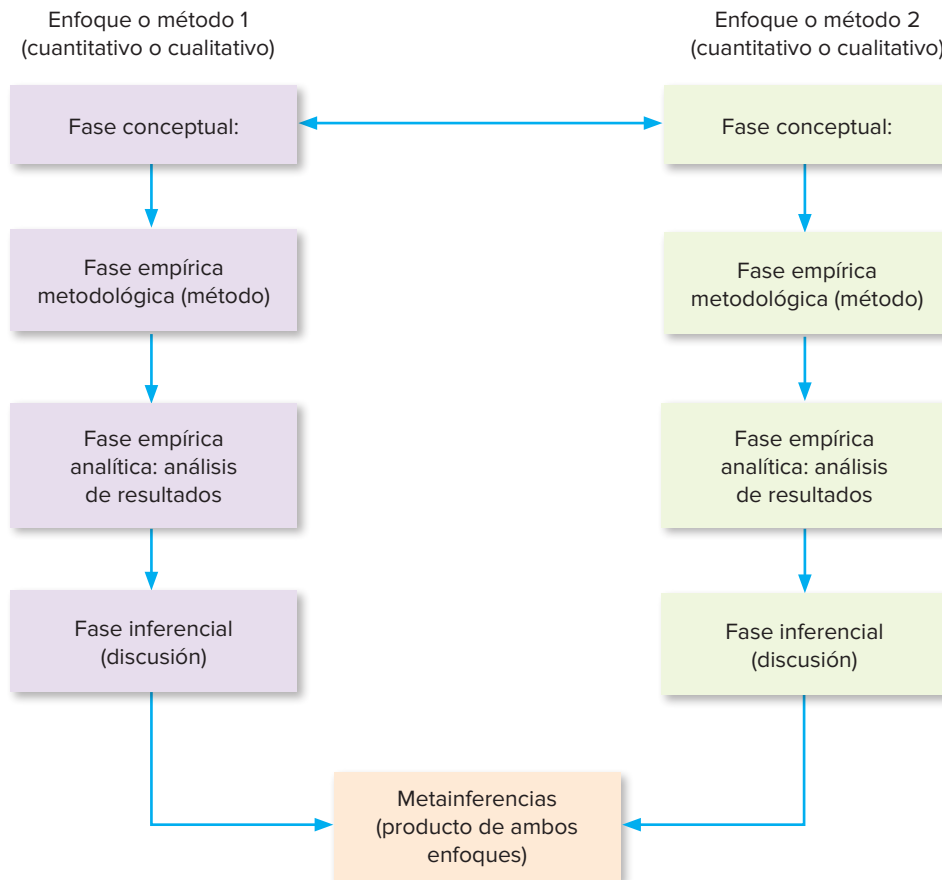 Enfoque o método 1
(cuantitativo o cualitativo)
Enfoque o método 2
(cuantitativo o cualitativo)
Fase conceptual:
Fase conceptual:
Fase empírica
metodológica (método)
Fase empírica
metodológica (método)
Fase empírica
analítica: análisis
de resultados
Fase empírica
analítica: análisis
de resultados
Fase inferencial
(discusión)
Fase inferencial
(discusión)
Metainferencias
(producto de ambos
enfoques)